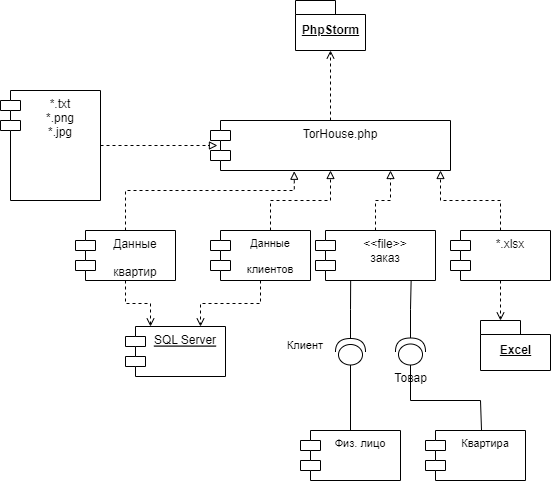 PhpStorm
*.txt
*.png
*.jpg
TorHouse.php
Данные
квартир
Данные
клиентов
<<file>>
заказ
*.xlsx
SQL Server
Клиент
Товар
Excel
Физ. лицо
Квартира